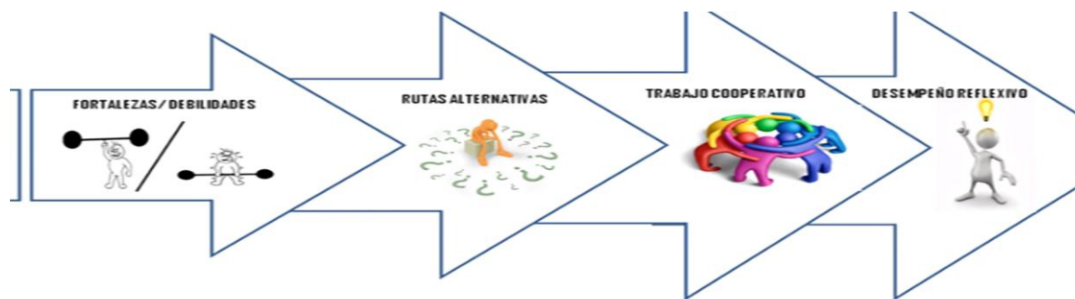 FORTALEZAS/ DEBILIDADES
RUTAS ALTERNATIVAS
TRABAJO COOPERATIVO
DESEMPEÑO REFLEXIVO